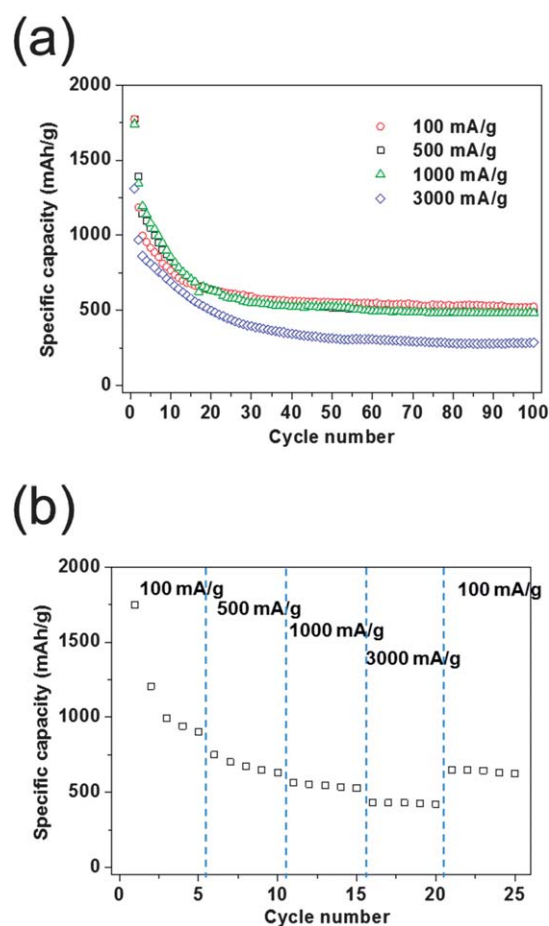 (a)
2000
1500
1000
500
0
Specific capacity (mAh/g)
100 mA/g
500 mA/g
1000 mA/g
3000 mA/g
0 10 20 30 40 50 60 70 80 90 100
Cycle number
(b)
2000
1500
1000
500
0
Specific capacity (mAh/g)
100 mA/g
500 mA/g
1000 mA/g
3000 mA/g
100 mA/g
0 5 10 15 20 25
Cycle number